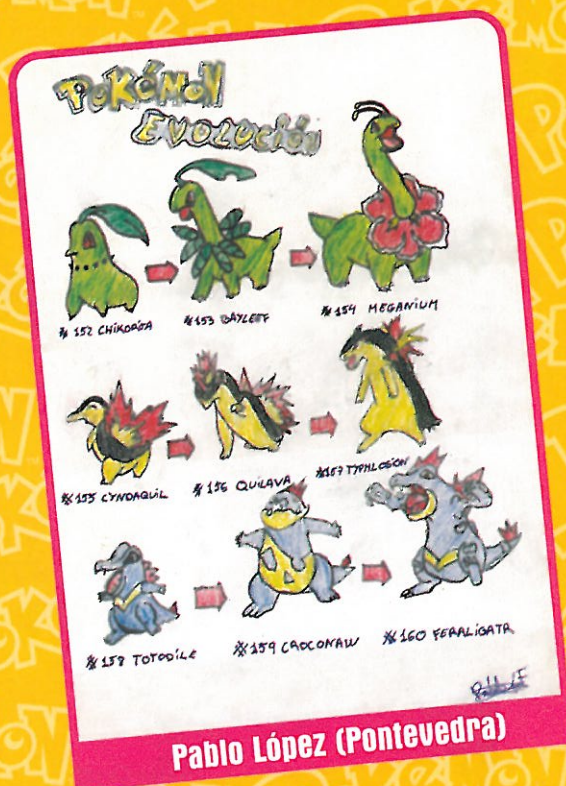 POKÉMON
EVOLUCIÓN
#152 CHIKORITA
#153 BAYLEEF
#154 MEGANIUM
#155 CYNDAQUIL
#156 QUILAVA
#157 TYPHLOSION
#158 TOTODILE
#159 CROCONAW
#160 FERALIGATR
Pablo López (Pontevedra)